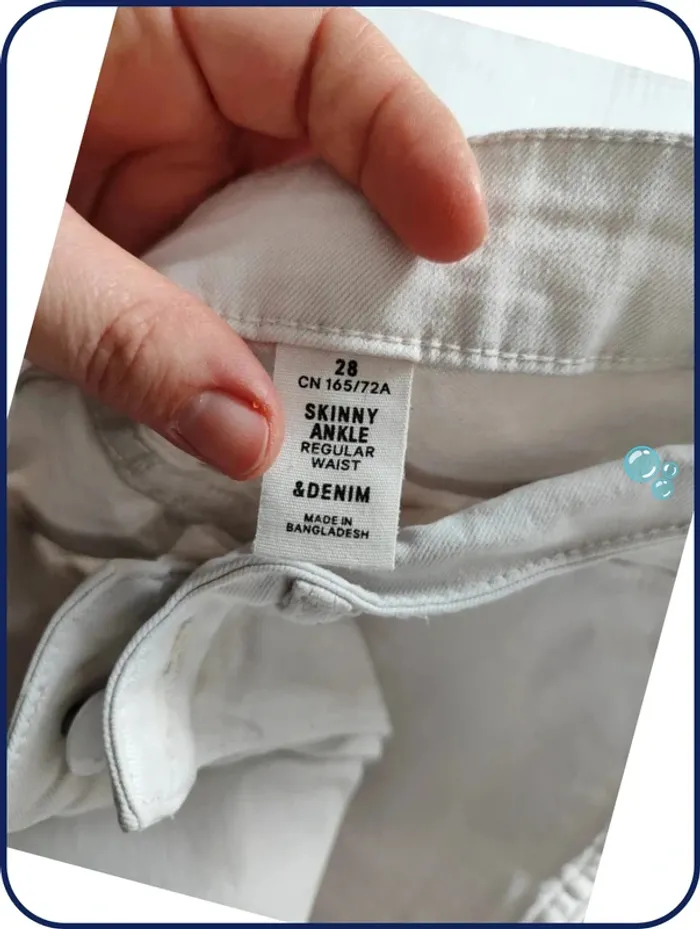 28
CN 165/72A
SKINNY
ANKLE
REGULAR
WAIST
&DENIM
MADE IN
BANGLADESH